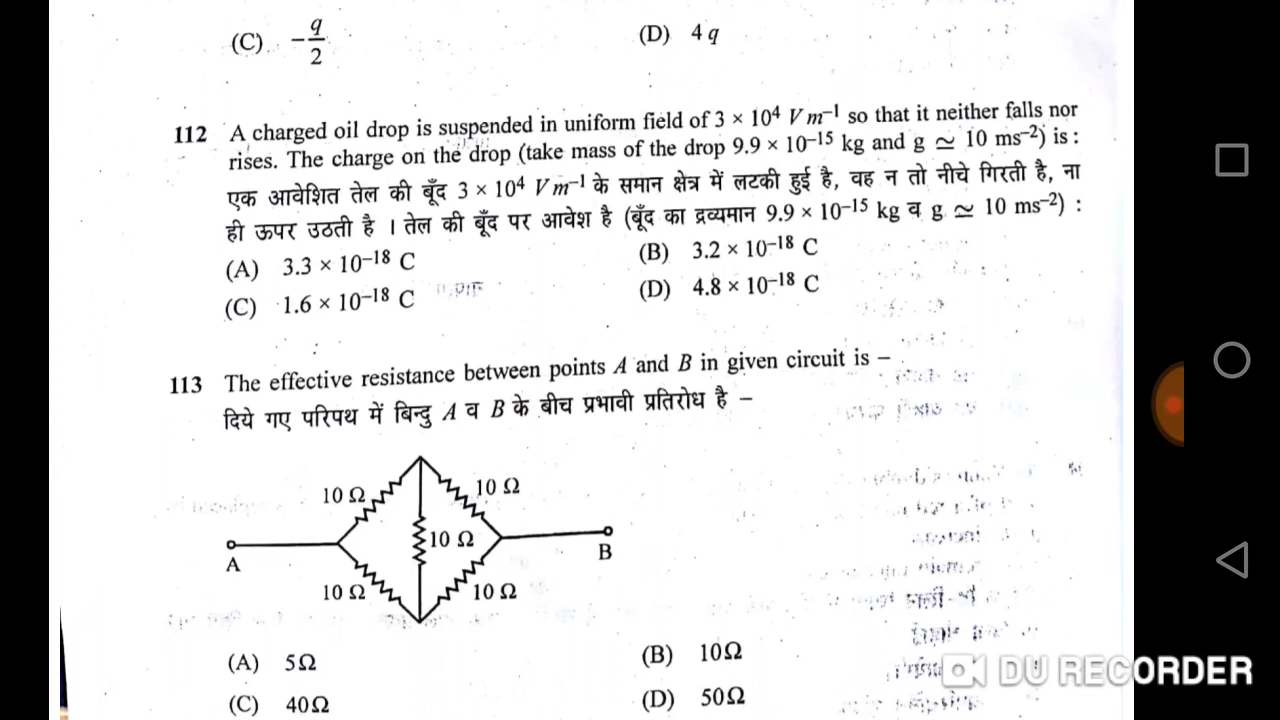 (C) -q/2 (D) 4 q
112 A charged oil drop is suspended in uniform field of 3 × 10⁴ V m⁻¹ so that it neither falls nor
rises. The charge on the drop (take mass of the drop 9.9 × 10⁻¹⁵ kg and g ≃ 10 ms⁻²) is :
एक आवेशित तेल की बूँद 3 × 10⁴ V m⁻¹ के समान क्षेत्र में लटकी हुई है, वह न तो नीचे गिरती है, ना
ही ऊपर उठती है । तेल की बूँद पर आवेश है (बूँद का द्रव्यमान 9.9 × 10⁻¹⁵ kg व g ≃ 10 ms⁻²) :
(A) 3.3 × 10⁻¹⁸ C (B) 3.2 × 10⁻¹⁸ C
(C) 1.6 × 10⁻¹⁸ C (D) 4.8 × 10⁻¹⁸ C
113 The effective resistance between points A and B in given circuit is –
दिये गए परिपथ में बिन्दु A व B के बीच प्रभावी प्रतिरोध है –
10 Ω 10 Ω
10 Ω
A B
10 Ω 10 Ω
(A) 5Ω (B) 10Ω
(C) 40Ω (D) 50Ω
DU RECORDER